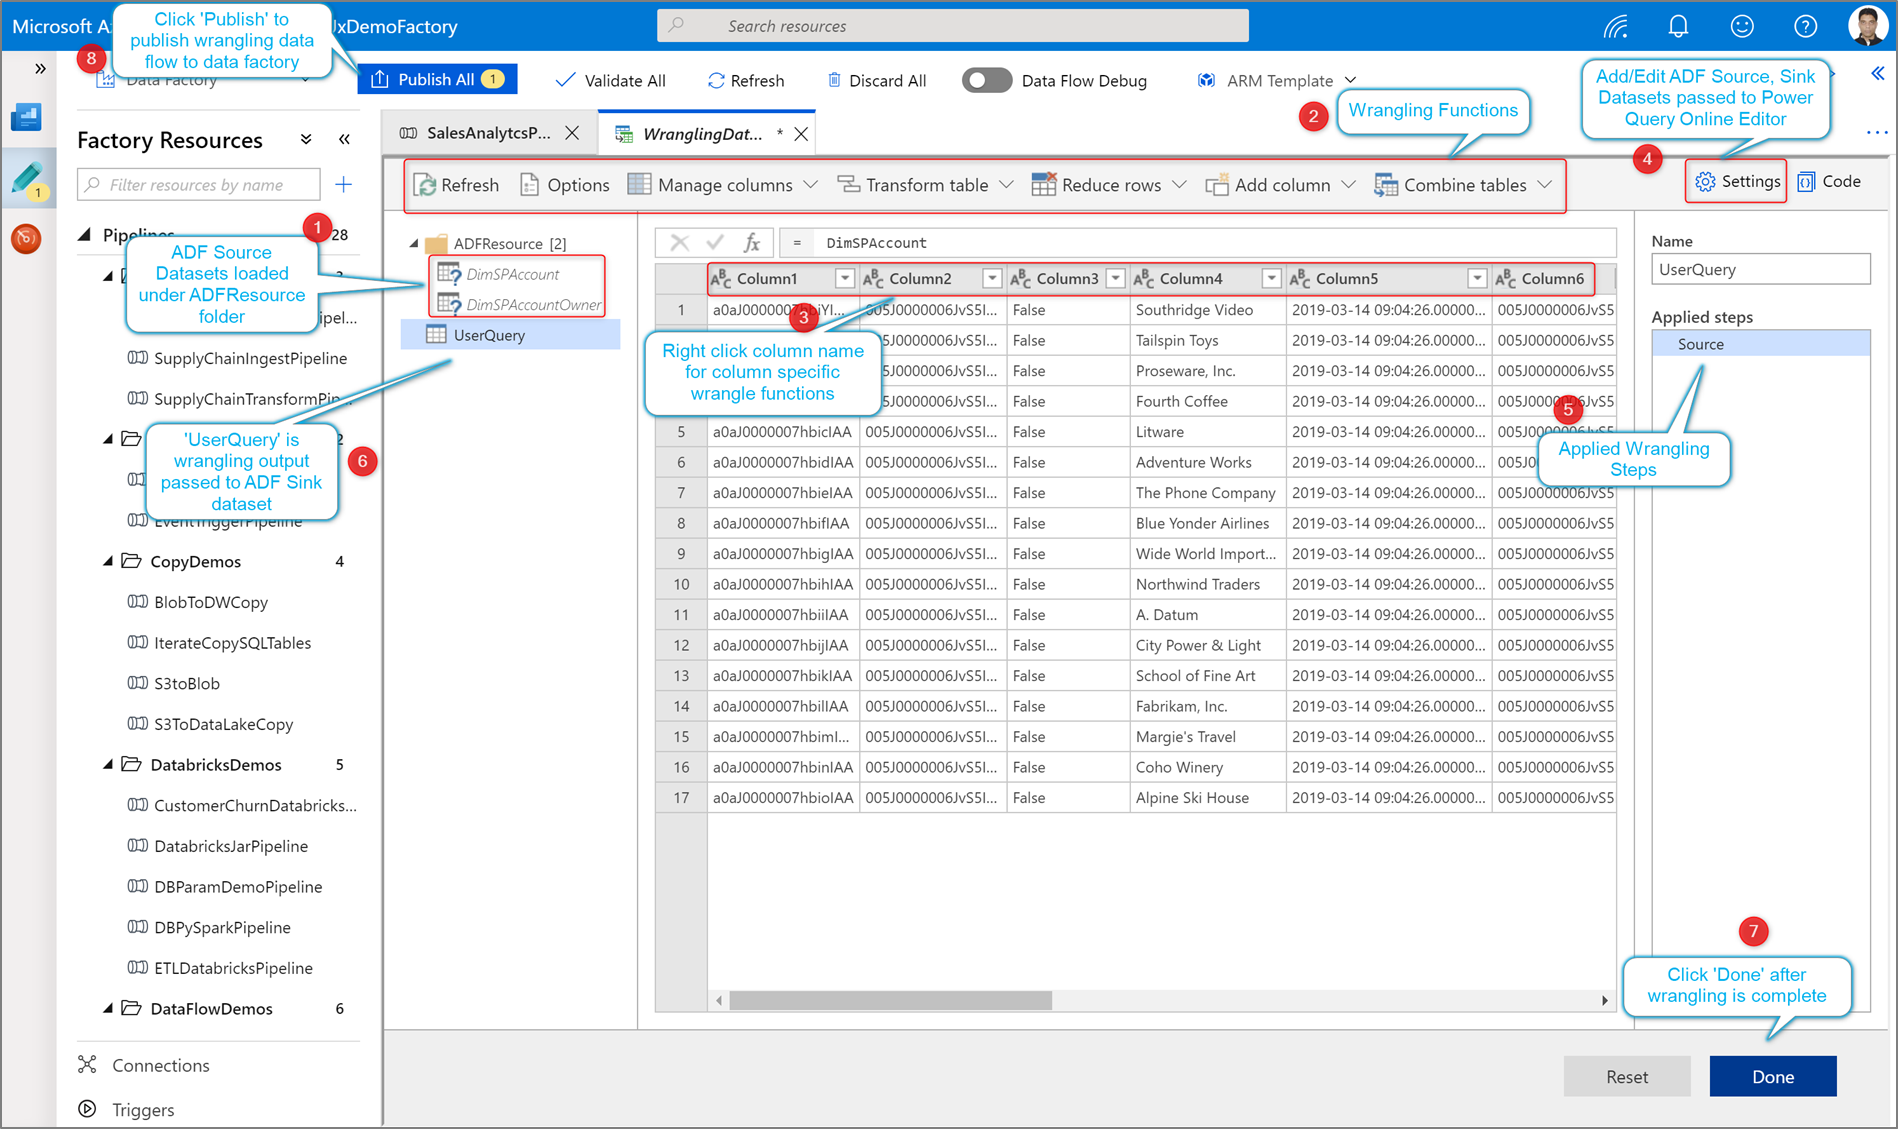 Microsoft A
UxDemoFactory
Search resources
Click 'Publish' to
publish wrangling data
flow to data factory
8
Data Factory
Publish All 1
Validate All
Refresh
Discard All
Data Flow Debug
ARM Template
Add/Edit ADF Source, Sink
Datasets passed to Power
Query Online Editor
2
Wrangling Functions
4
1
Factory Resources
Filter resources by name
SalesAnalytcsP...
WranglingDat... *
Refresh
Options
Manage columns
Transform table
Reduce rows
Add column
Combine tables
Settings
Code
Pipelines
28
1
ADF Source
Datasets loaded
under ADFResource
folder
ipel...
SupplyChainIngestPipeline
SupplyChainTransformPip...
2
'UserQuery' is
wrangling output
passed to ADF Sink
dataset
6
EventTriggerPipeline
CopyDemos 4
BlobToDWCopy
IterateCopySQLTables
S3toBlob
S3ToDataLakeCopy
DatabricksDemos 5
CustomerChurnDatabricks...
DatabricksJarPipeline
DBParamDemoPipeline
DBPySparkPipeline
ETLDatabricksPipeline
DataFlowDemos 6
Connections
Triggers
ADFResource [2]
DimSPAccount
DimSPAccountOwner
UserQuery
fx = DimSPAccount
Column1 Column2 Column3 Column4 Column5 Column6
3
Right click column name
for column specific
wrangle functions
1 False Southridge Video 2019-03-14 09:04:26.00000... 005J0000006JvS5
False Tailspin Toys 2019-03-14 09:04:26.00000... 005J0000006JvS5
False Proseware, Inc. 2019-03-14 09:04:26.00000... 005J0000006JvS5
False Fourth Coffee 2019-03-14 09:04:26.00000...
5 a0aJ0000007hbicIAA 005J0000006JvS5I... False Litware 2019-03-14 09:04:26.00000...
6 a0aJ0000007hbidIAA 005J0000006JvS5I... False Adventure Works 2019-03-14 09:04:26.00000...
7 a0aJ0000007hbieIAA 005J0000006JvS5I... False The Phone Company 2019-03-14 09:04:26.00000... 005J0000006JvS5
8 a0aJ0000007hbifIAA 005J0000006JvS5I... False Blue Yonder Airlines 2019-03-14 09:04:26.00000... 005J0000006JvS5
9 a0aJ0000007hbigIAA 005J0000006JvS5I... False Wide World Import... 2019-03-14 09:04:26.00000... 005J0000006JvS5
10 a0aJ0000007hbihIAA 005J0000006JvS5I... False Northwind Traders 2019-03-14 09:04:26.00000... 005J0000006JvS5
11 a0aJ0000007hbiiIAA 005J0000006JvS5I... False A. Datum 2019-03-14 09:04:26.00000... 005J0000006JvS5
12 a0aJ0000007hbijIAA 005J0000006JvS5I... False City Power & Light 2019-03-14 09:04:26.00000... 005J0000006JvS5
13 a0aJ0000007hbikIAA 005J0000006JvS5I... False School of Fine Art 2019-03-14 09:04:26.00000... 005J0000006JvS5
14 a0aJ0000007hbilIAA 005J0000006JvS5I... False Fabrikam, Inc. 2019-03-14 09:04:26.00000... 005J0000006JvS5
15 a0aJ0000007hbimI... 005J0000006JvS5I... False Margie's Travel 2019-03-14 09:04:26.00000... 005J0000006JvS5
16 a0aJ0000007hbinIAA 005J0000006JvS5I... False Coho Winery 2019-03-14 09:04:26.00000... 005J0000006JvS5
17 a0aJ0000007hbioIAA 005J0000006JvS5I... False Alpine Ski House 2019-03-14 09:04:26.00000... 005J0000006JvS5
Name
UserQuery
Applied steps
Source
5
Applied Wrangling
Steps
7
Click 'Done' after
wrangling is complete
Reset
Done